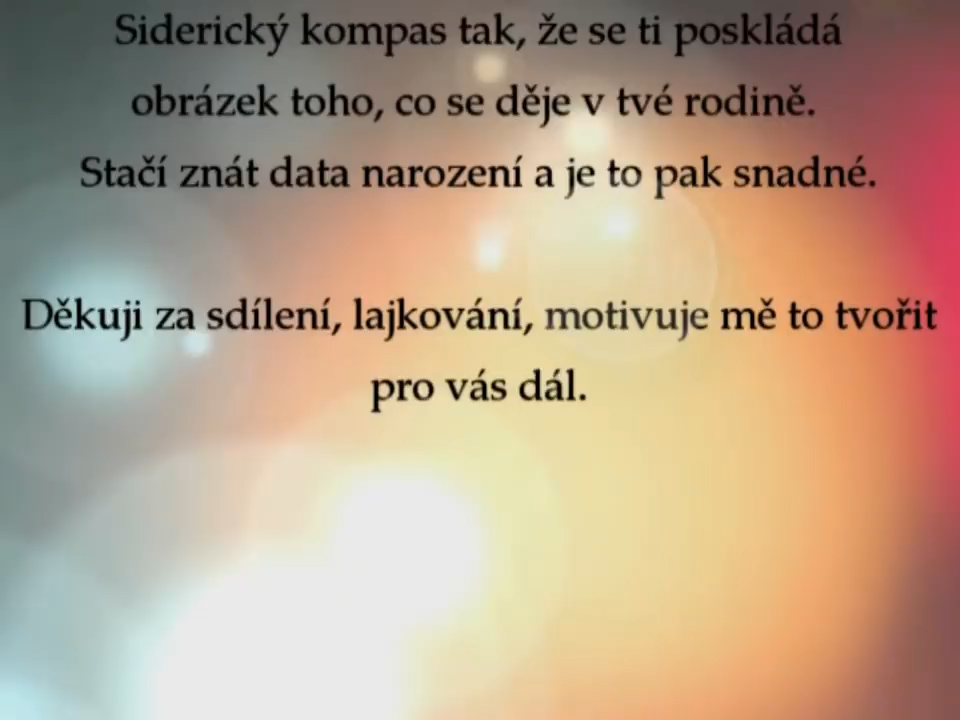 Siderický kompas tak, že se ti poskládá
obrázek toho, co se děje v tvé rodině.
Stačí znát data narození a je to pak snadné.
Děkuji za sdílení, lajkování, motivuje mě to tvořit
pro vás dál.